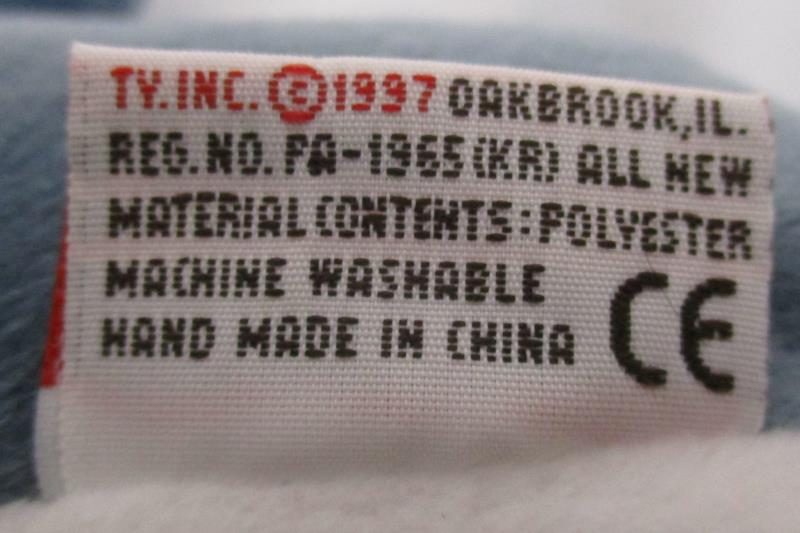 TY.INC.©1997 OAKBROOK,IL.
REG.NO.PA-1965(KR) ALL NEW
MATERIAL CONTENTS:POLYESTER
MACHINE WASHABLE
HAND MADE IN CHINA
CE